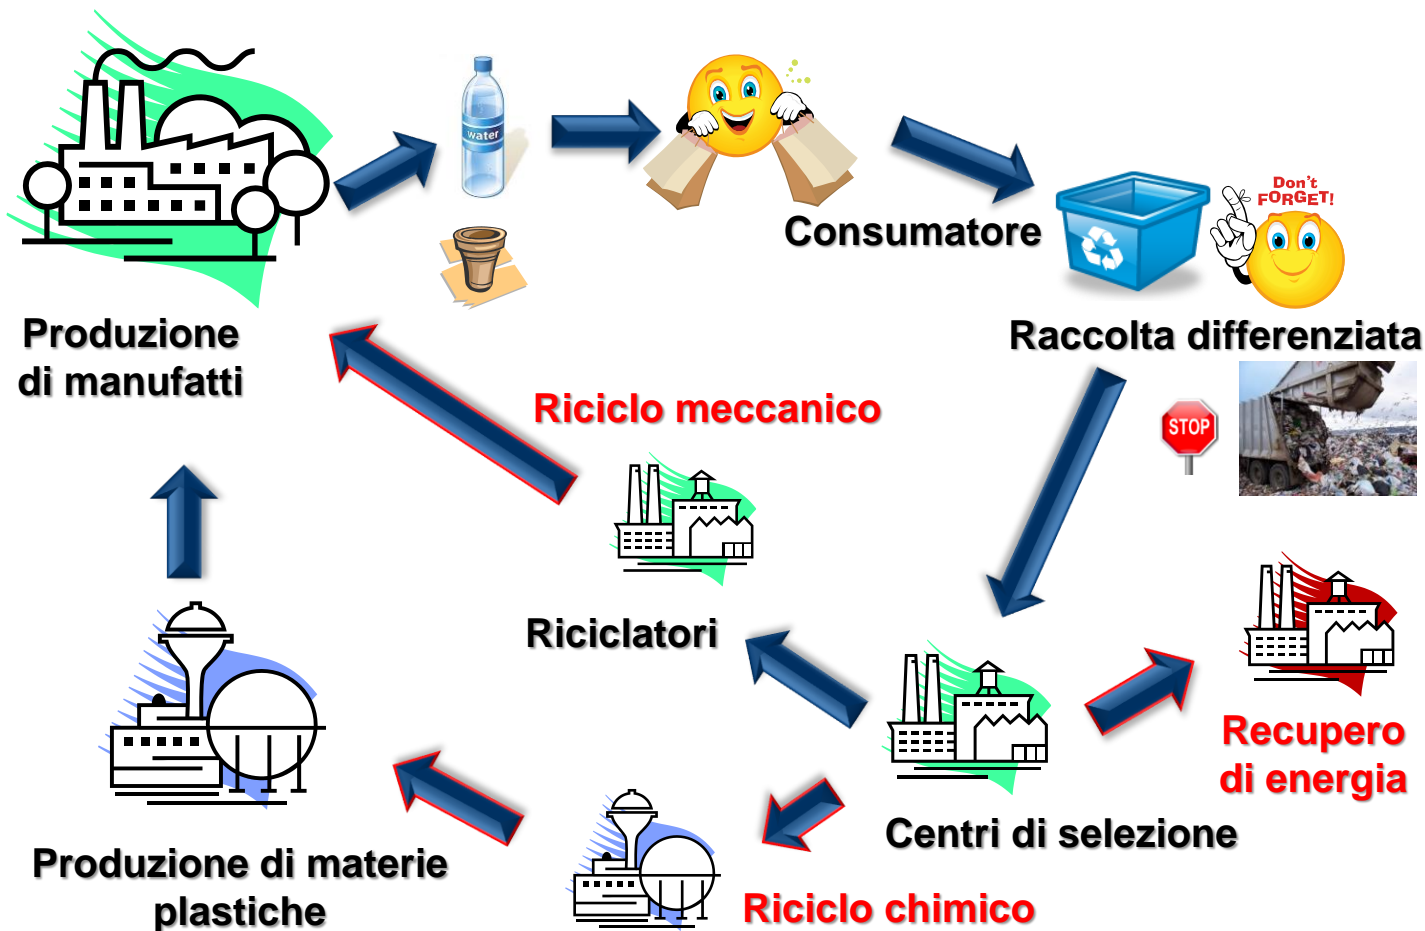 water
Don't
FORGET!
Consumatore
Produzione
di manufatti
Raccolta differenziata
Riciclo meccanico
STOP
Riciclatori
Recupero
di energia
Centri di selezione
Produzione di materie
plastiche
Riciclo chimico